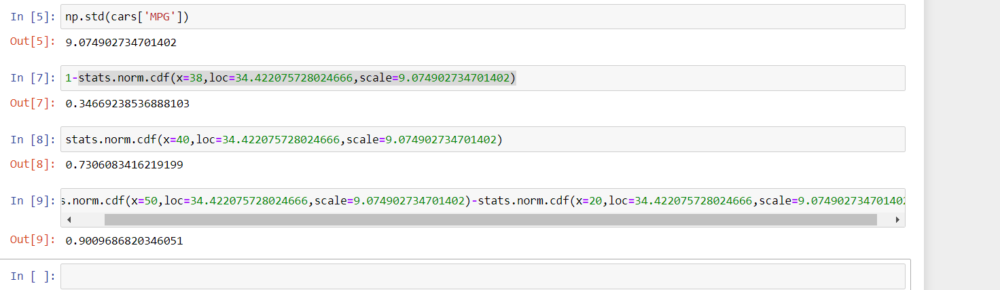 In [5]: np.std(cars['MPG'])
Out[5]: 9.074902734701402
In [7]: 1-stats.norm.cdf(x=38,loc=34.422075728024666,scale=9.074902734701402)
Out[7]: 0.34669238536888103
In [8]: stats.norm.cdf(x=40,loc=34.422075728024666,scale=9.074902734701402)
Out[8]: 0.7306083416219199
In [9]: s.norm.cdf(x=50,loc=34.422075728024666,scale=9.074902734701402)-stats.norm.cdf(x=20,loc=34.422075728024666,scale=9.074902734701402
Out[9]: 0.9009686820346051
In [ ]: